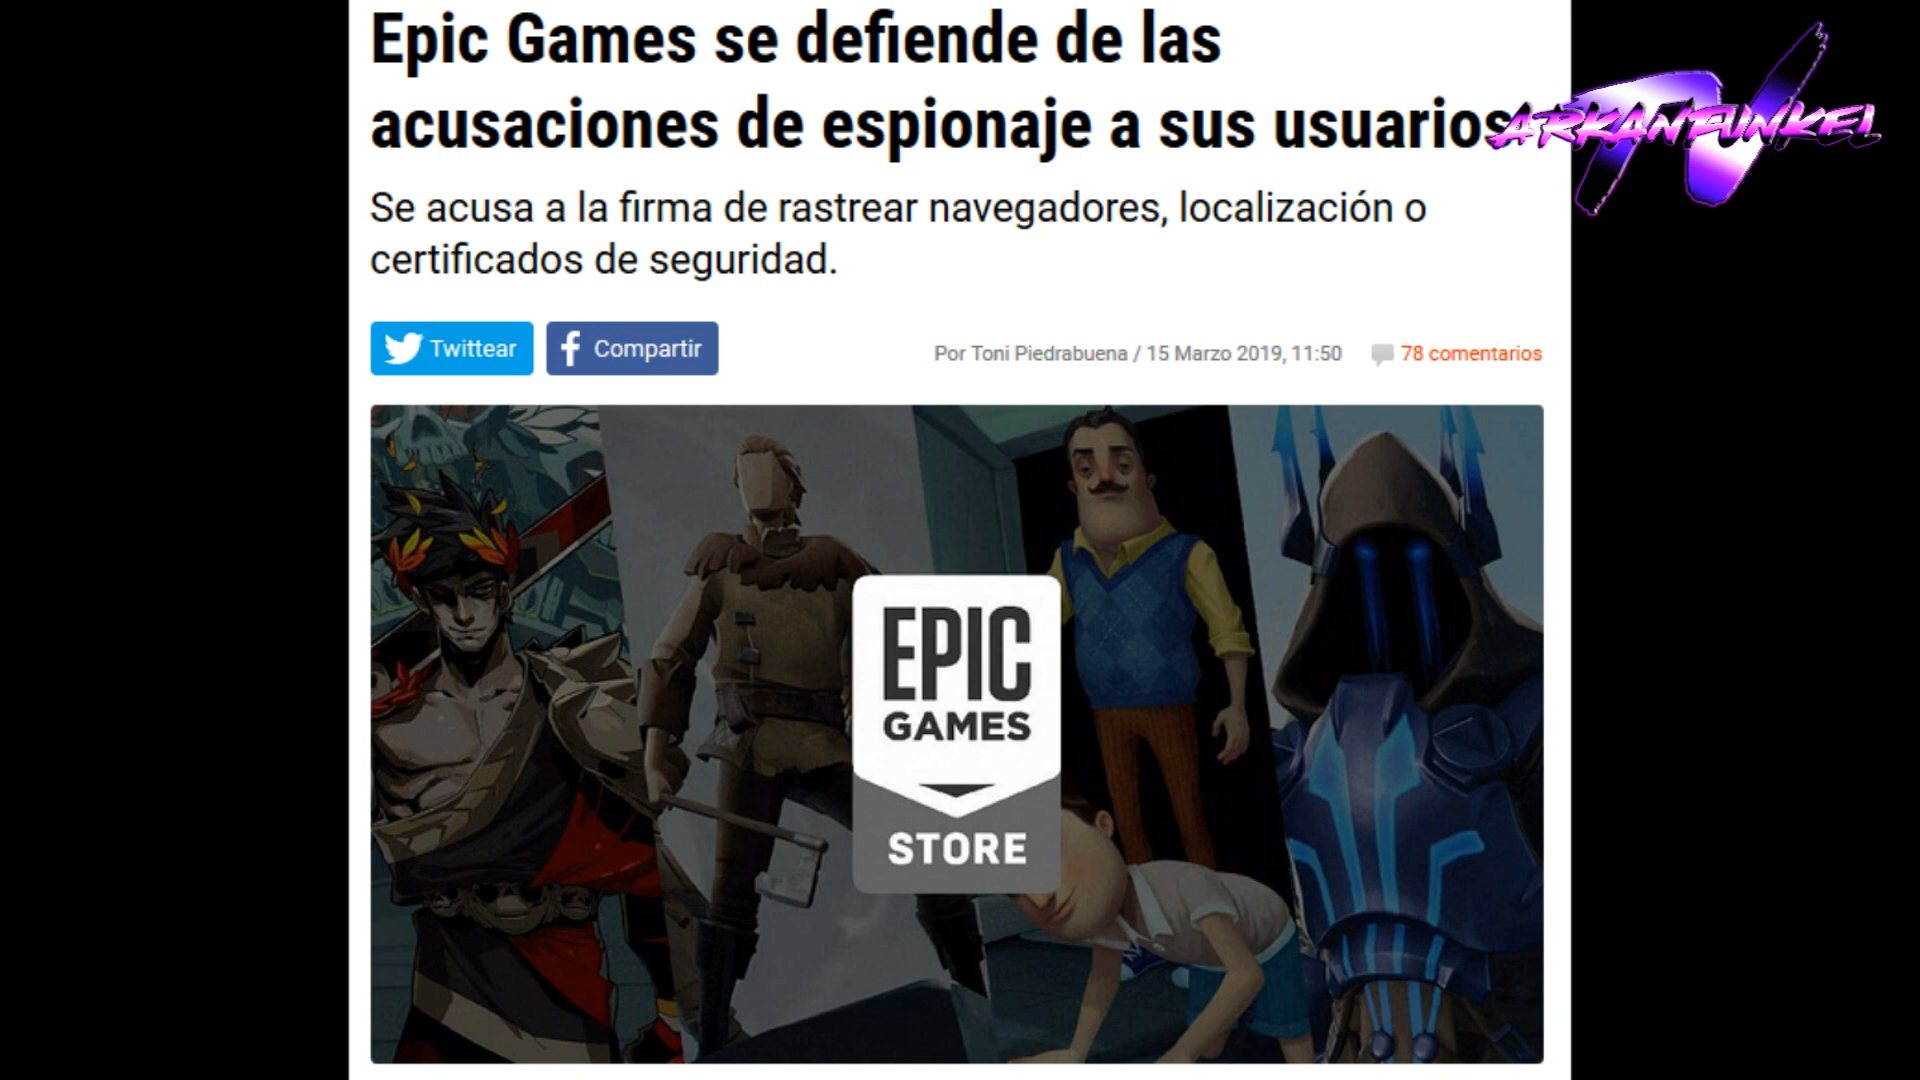 Epic Games se defiende de las
acusaciones de espionaje a sus usuarios
Se acusa a la firma de rastrear navegadores, localización o
certificados de seguridad.
Twittear
Compartir
Por Toni Piedrabuena / 15 Marzo 2019, 11:50
78 comentarios
ARKANFUNKEL
TV
EPIC
GAMES
STORE